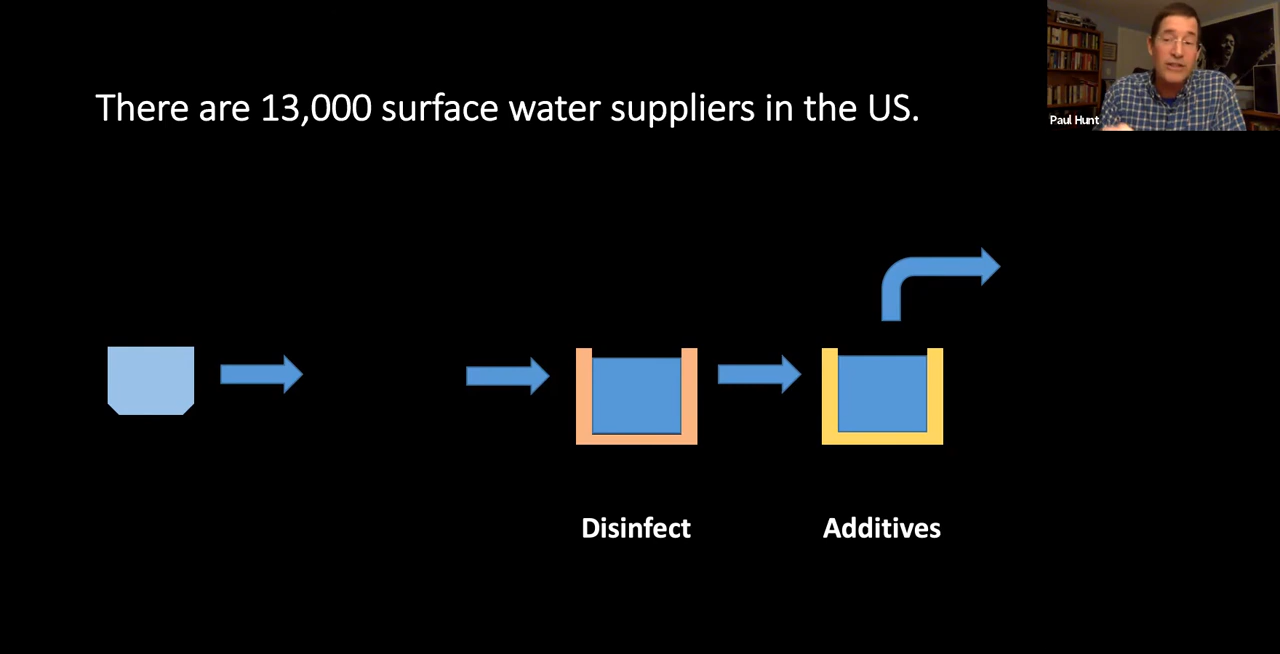 There are 13,000 surface water suppliers in the US.
Paul Hunt
Disinfect
Additives